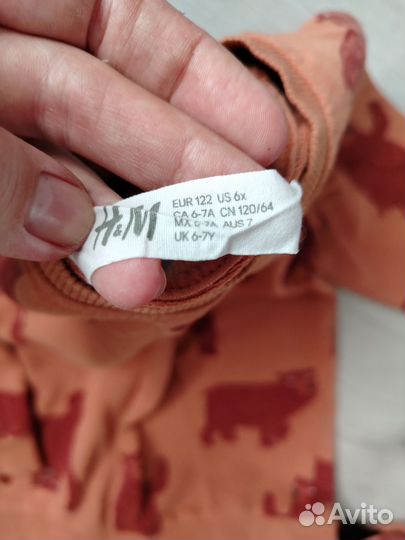 H&M
EUR 122 US 6x
CA 6-7A CN 120/64
MX 6-7A AUS 7
UK 6-7Y
Avito